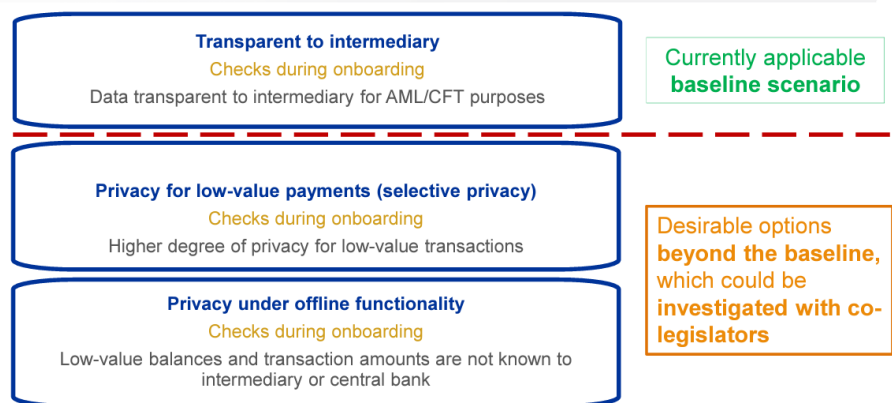 Transparent to intermediary
Checks during onboarding
Data transparent to intermediary for AML/CFT purposes
Currently applicable
baseline scenario
Privacy for low-value payments (selective privacy)
Checks during onboarding
Higher degree of privacy for low-value transactions
Privacy under offline functionality
Checks during onboarding
Low-value balances and transaction amounts are not known to
intermediary or central bank
Desirable options
beyond the baseline,
which could be
investigated with co-
legislators